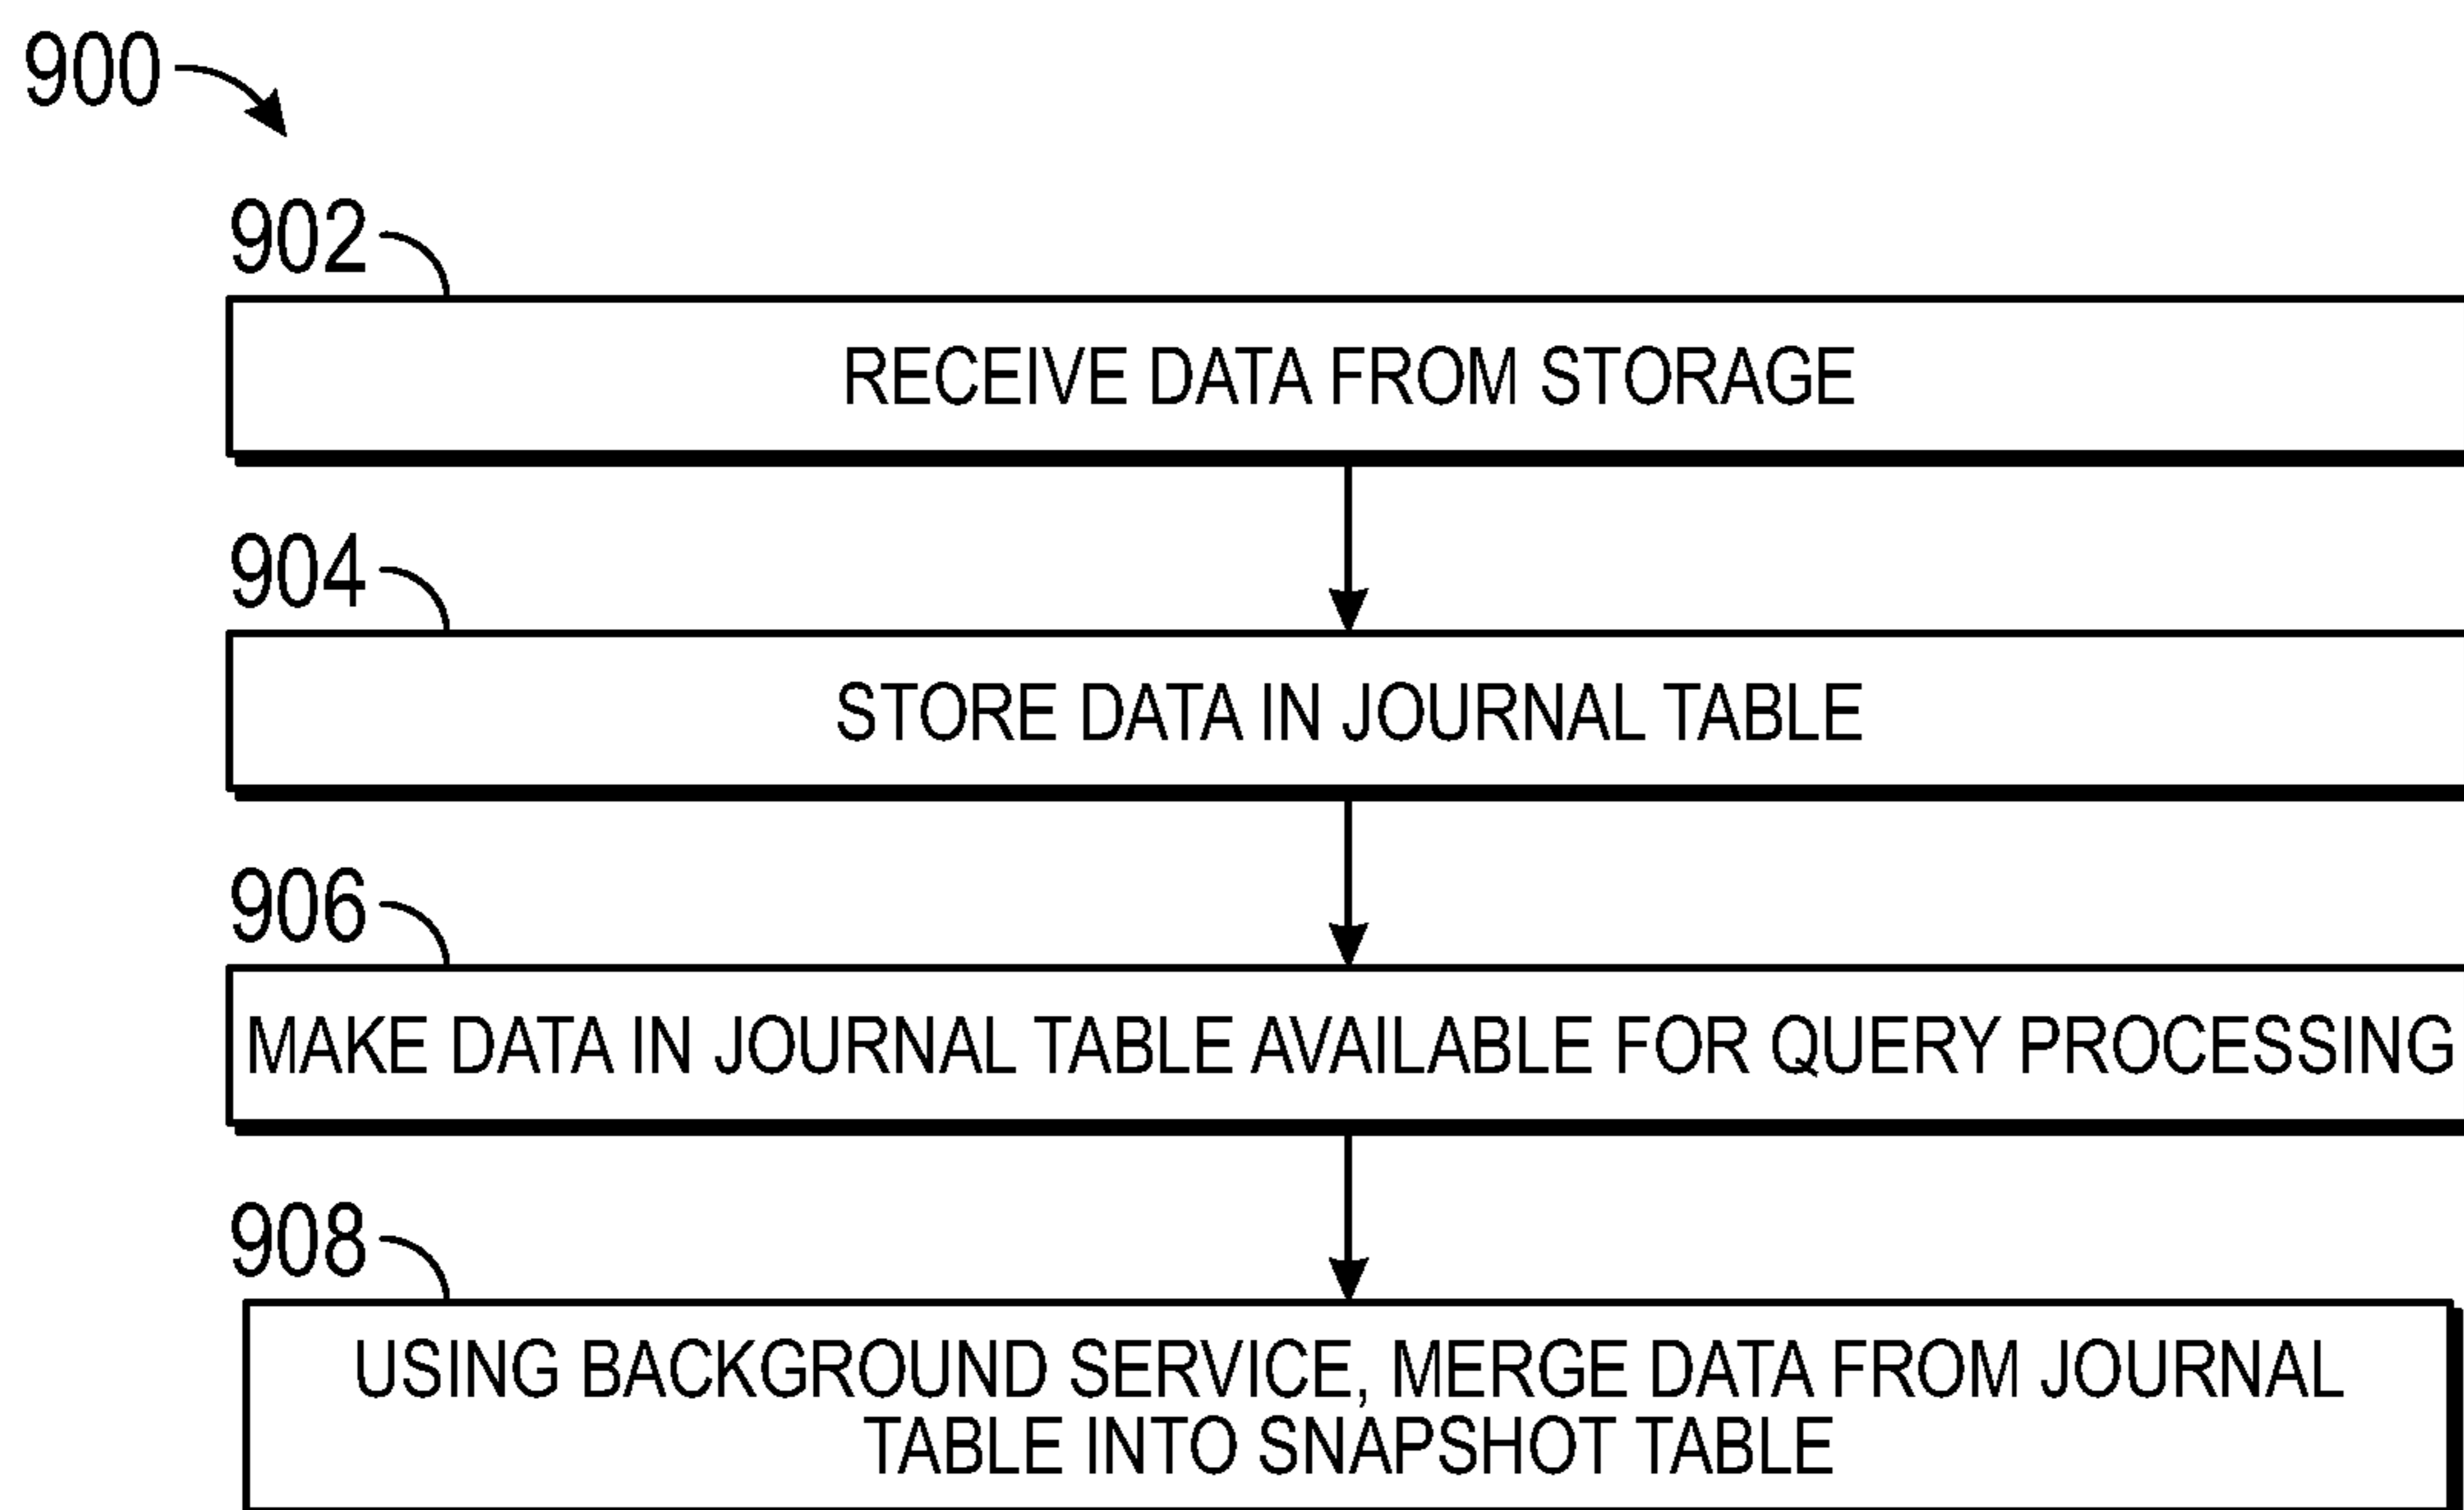 900
902
RECEIVE DATA FROM STORAGE
904
STORE DATA IN JOURNAL TABLE
906
MAKE DATA IN JOURNAL TABLE AVAILABLE FOR QUERY PROCESSING
908
USING BACKGROUND SERVICE, MERGE DATA FROM JOURNAL
TABLE INTO SNAPSHOT TABLE